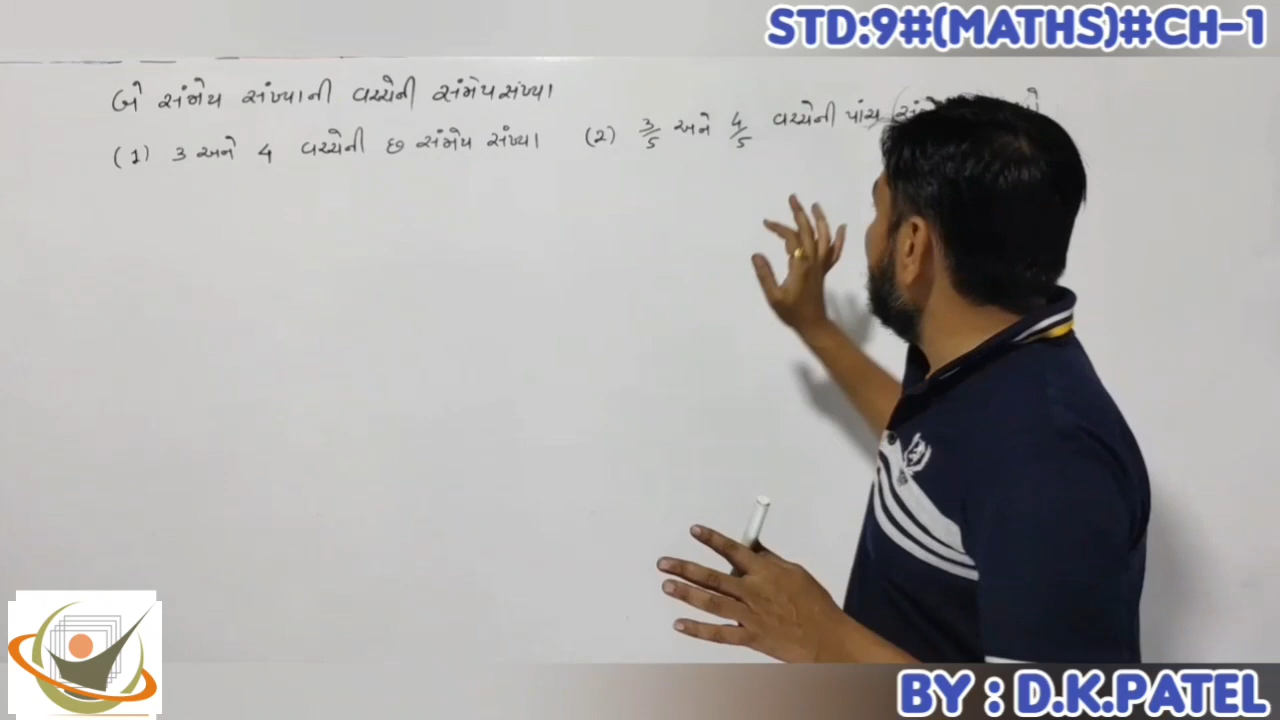 STD:9#(MATHS)#CH-1
બે સંમેય સંખ્યાની વચ્ચેની સંમેય સંખ્યા
(1) 3 અને 4 વચ્ચેની છ સંમેય સંખ્યા
(2) 3/5 અને 4/5 વચ્ચેની પાંચ
BY : D.K.PATEL